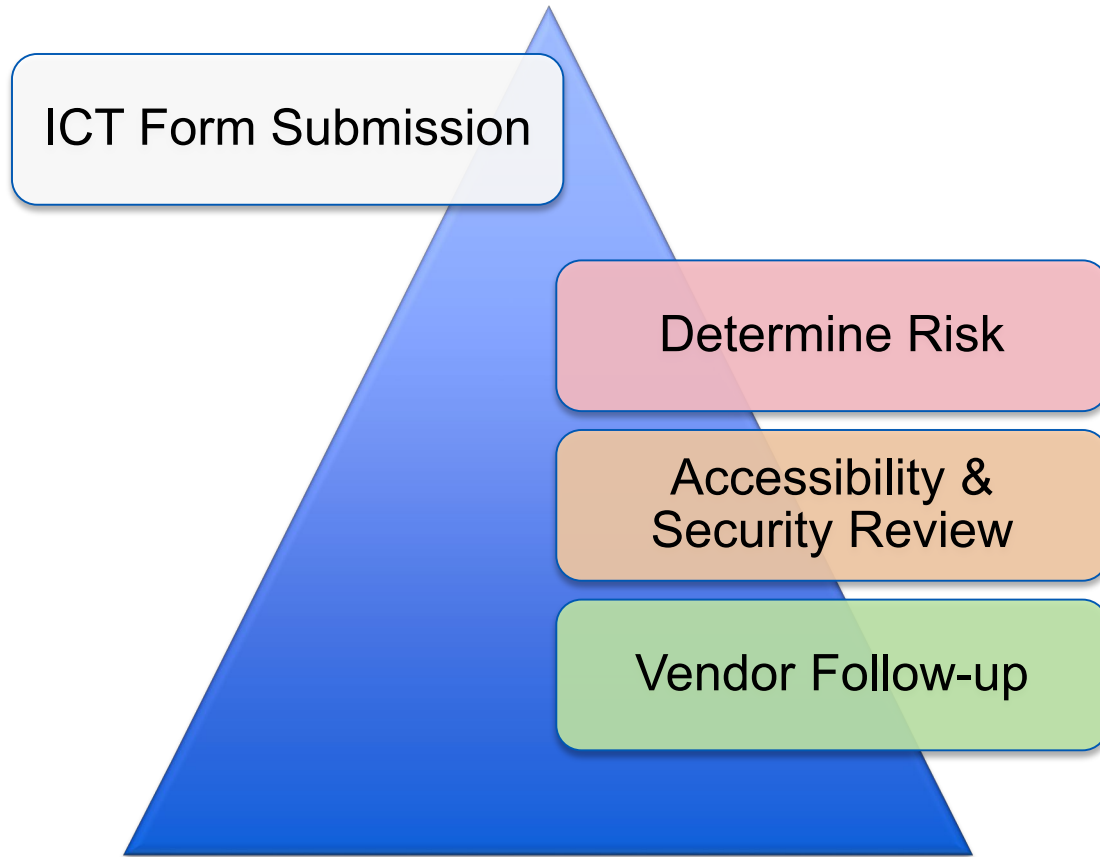 ICT Form Submission
Determine Risk
Accessibility &
Security Review
Vendor Follow-up